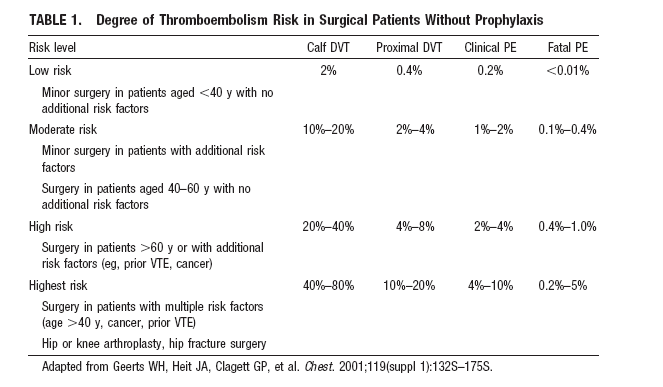 TABLE 1. Degree of Thromboembolism Risk in Surgical Patients Without Prophylaxis
Risk level Calf DVT Proximal DVT Clinical PE Fatal PE
Low risk 2% 0.4% 0.2% <0.01%
Minor surgery in patients aged <40 y with no
additional risk factors
Moderate risk 10%–20% 2%–4% 1%–2% 0.1%–0.4%
Minor surgery in patients with additional risk
factors
Surgery in patients aged 40–60 y with no
additional risk factors
High risk 20%–40% 4%–8% 2%–4% 0.4%–1.0%
Surgery in patients >60 y or with additional
risk factors (eg, prior VTE, cancer)
Highest risk 40%–80% 10%–20% 4%–10% 0.2%–5%
Surgery in patients with multiple risk factors
(age >40 y, cancer, prior VTE)
Hip or knee arthroplasty, hip fracture surgery
Adapted from Geerts WH, Heit JA, Clagett GP, et al. Chest. 2001;119(suppl 1):132S–175S.